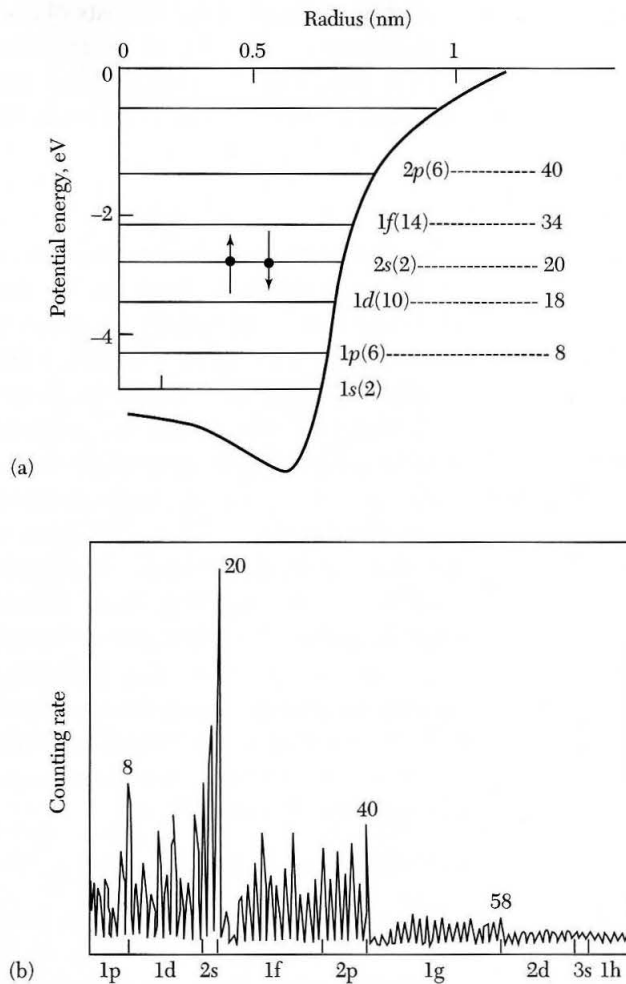 Radius (nm)
0 0.5 1
0
Potential energy, eV
2p(6)----------- 40
−2
1f(14)----------- 34
2s(2)----------- 20
1d(10)----------- 18
−4
1p(6)----------- 8
1s(2)
(a)
20
Counting rate
8
40
58
(b)
1p 1d 2s 1f 2p 1g 2d 3s 1h